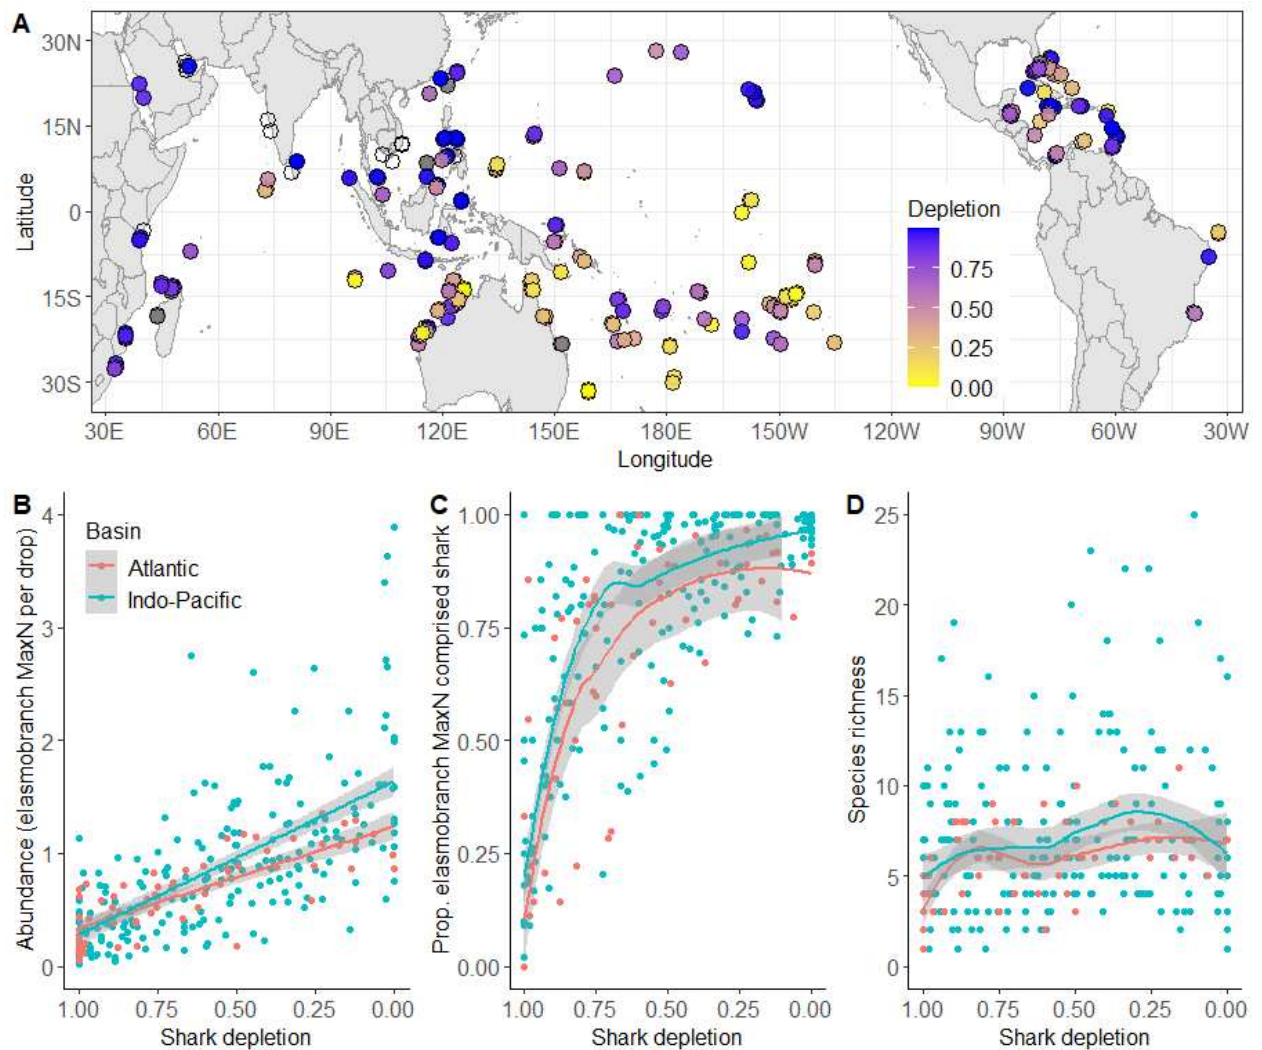 A
30N
15N
0
15S
30S
Latitude
30E
60E
90E
120E
150E
166W
150W
120W
90W
60W
30W
Longitude
Depletion
0.75
0.50
0.25
0.00
B
Abundance (elasmobranch MaxN per drop)
4
3
2
1
0
Basin
Atlantic
Indo-Pacific
1.00
0.75
0.50
0.25
0.00
Shark depletion
C
Prop. elasmobranch MaxN comprised shark
1.00
0.75
0.50
0.25
0.00
1.00
0.75
0.50
0.25
0.00
Shark depletion
D
Species richness
25
20
15
10
5
0
1.00
0.75
0.50
0.25
0.00
Shark depletion